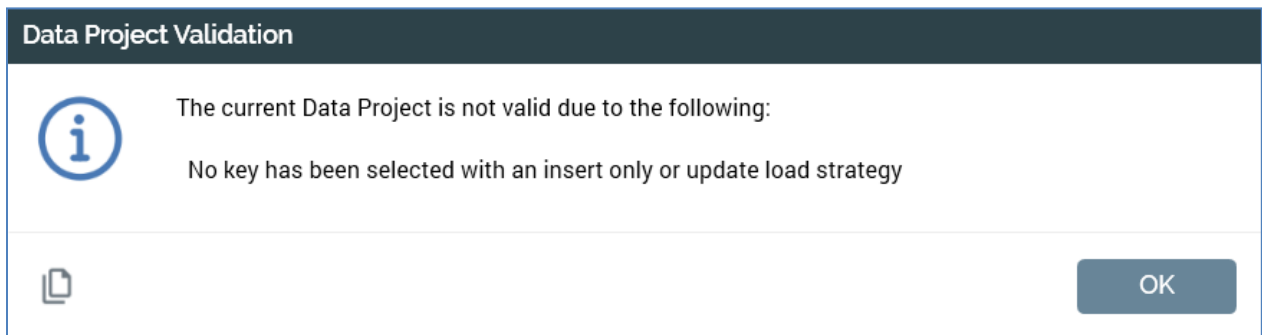 Data Project Validation
The current Data Project is not valid due to the following:
No key has been selected with an insert only or update load strategy
OK